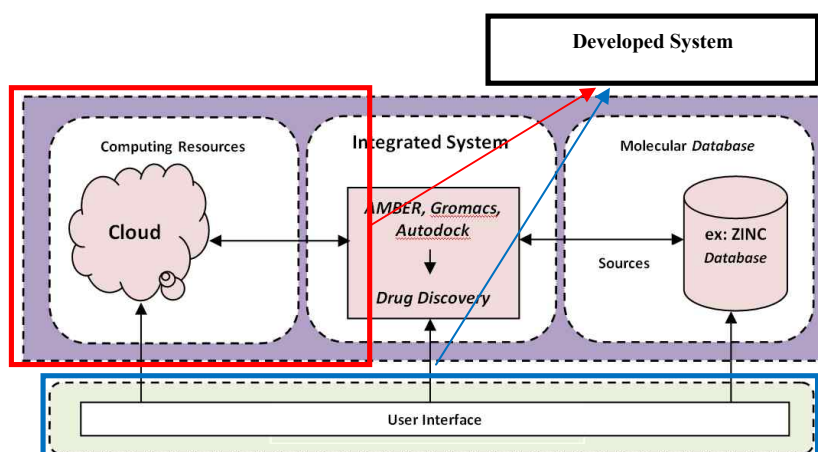 Developed System
Computing Resources
Integrated System
Molecular Database
Cloud
AMBER, Gromacs,
Autodock
Drug Discovery
Sources
ex: ZINC
Database
User Interface